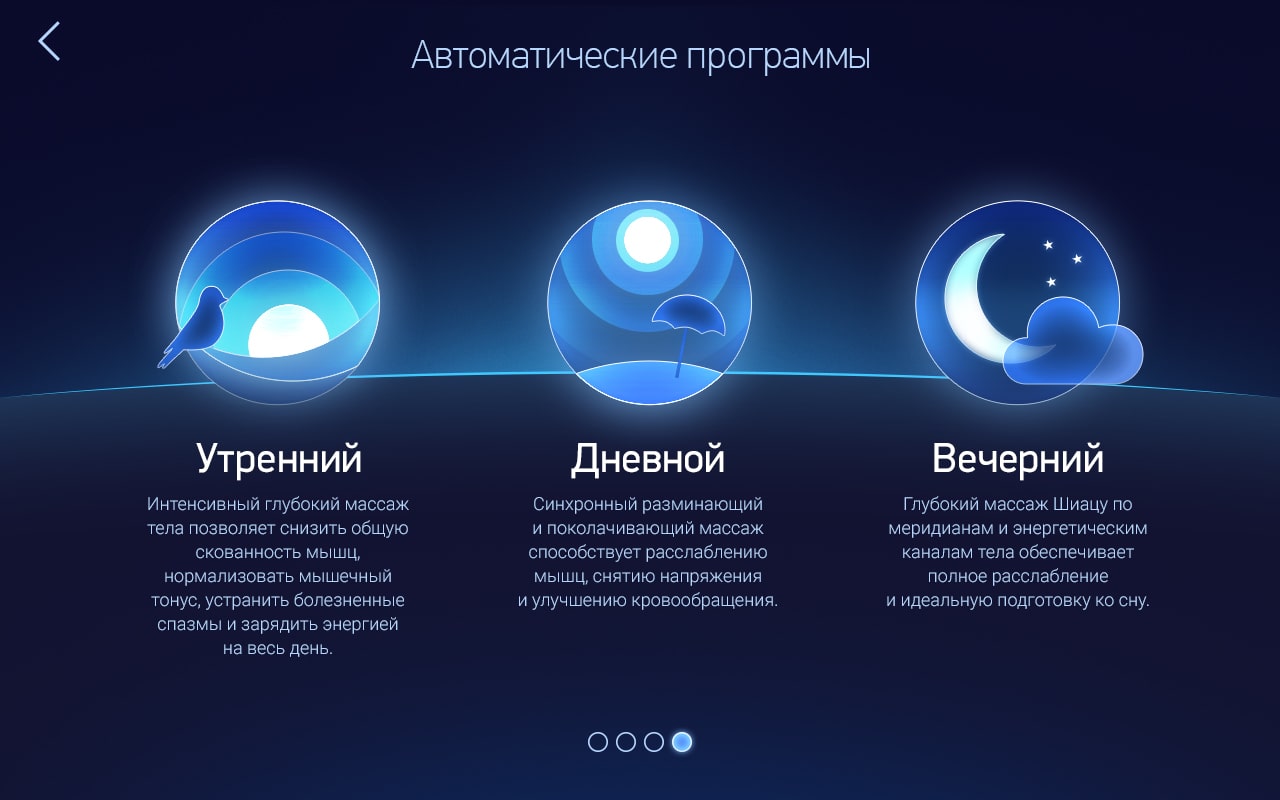 Автоматические программы
Утренний
Интенсивный глубокий массаж
тела позволяет снизить общую
скованность мышц,
нормализовать мышечный
тонус, устранить болезненные
спазмы и зарядить энергией
на весь день.
Дневной
Синхронный разминающий
и поколачивающий массаж
способствует расслаблению
мышц, снятию напряжения
и улучшению кровообращения.
Вечерний
Глубокий массаж Шиацу по
меридианам и энергетическим
каналам тела обеспечивает
полное расслабление
и идеальную подготовку ко сну.